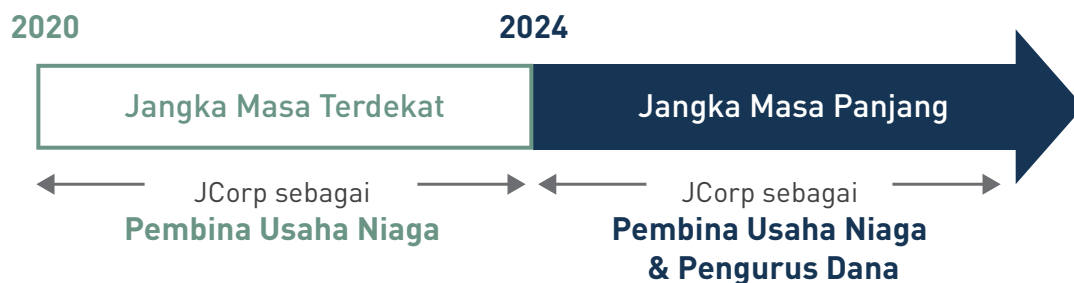 2020
2024
Jangka Masa Terdekat
Jangka Masa Panjang
JCorp sebagai
Pembina Usaha Niaga
JCorp sebagai
Pembina Usaha Niaga
& Pengurus Dana